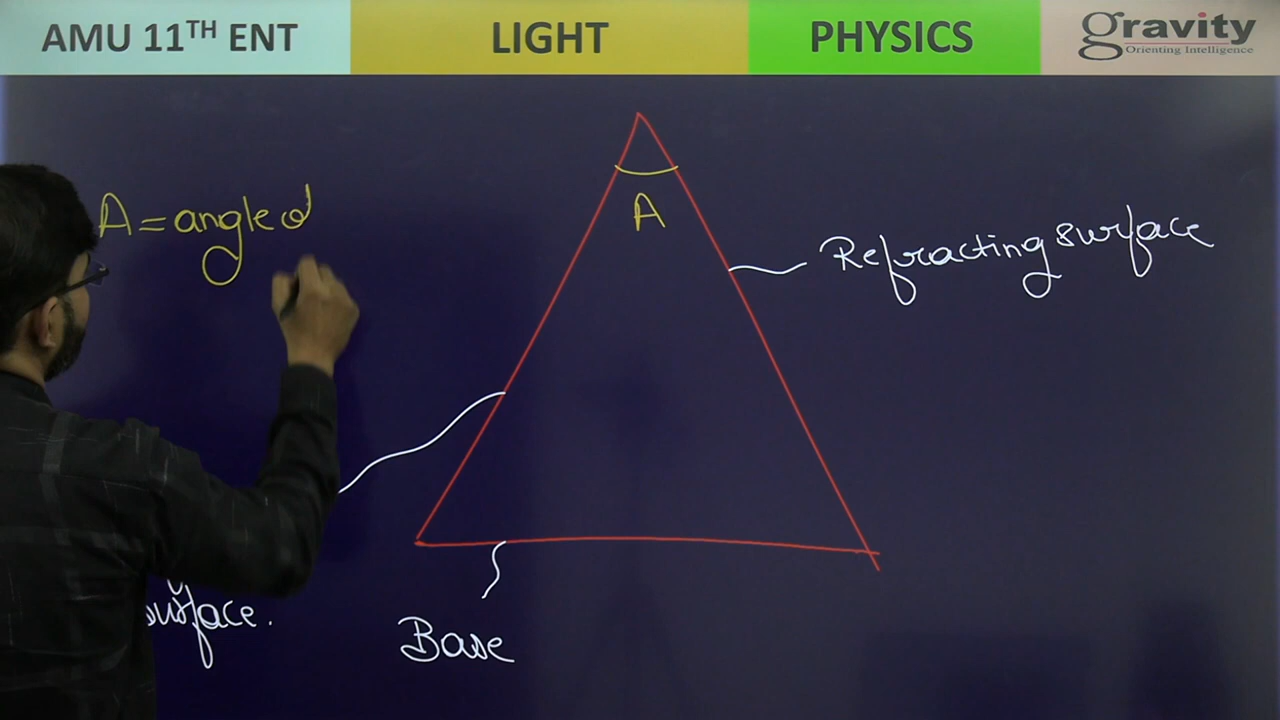 AMU 11TH ENT
LIGHT
PHYSICS
gravity
Orienting Intelligence
A = angle of
A
Refracting surface
surface.
Base